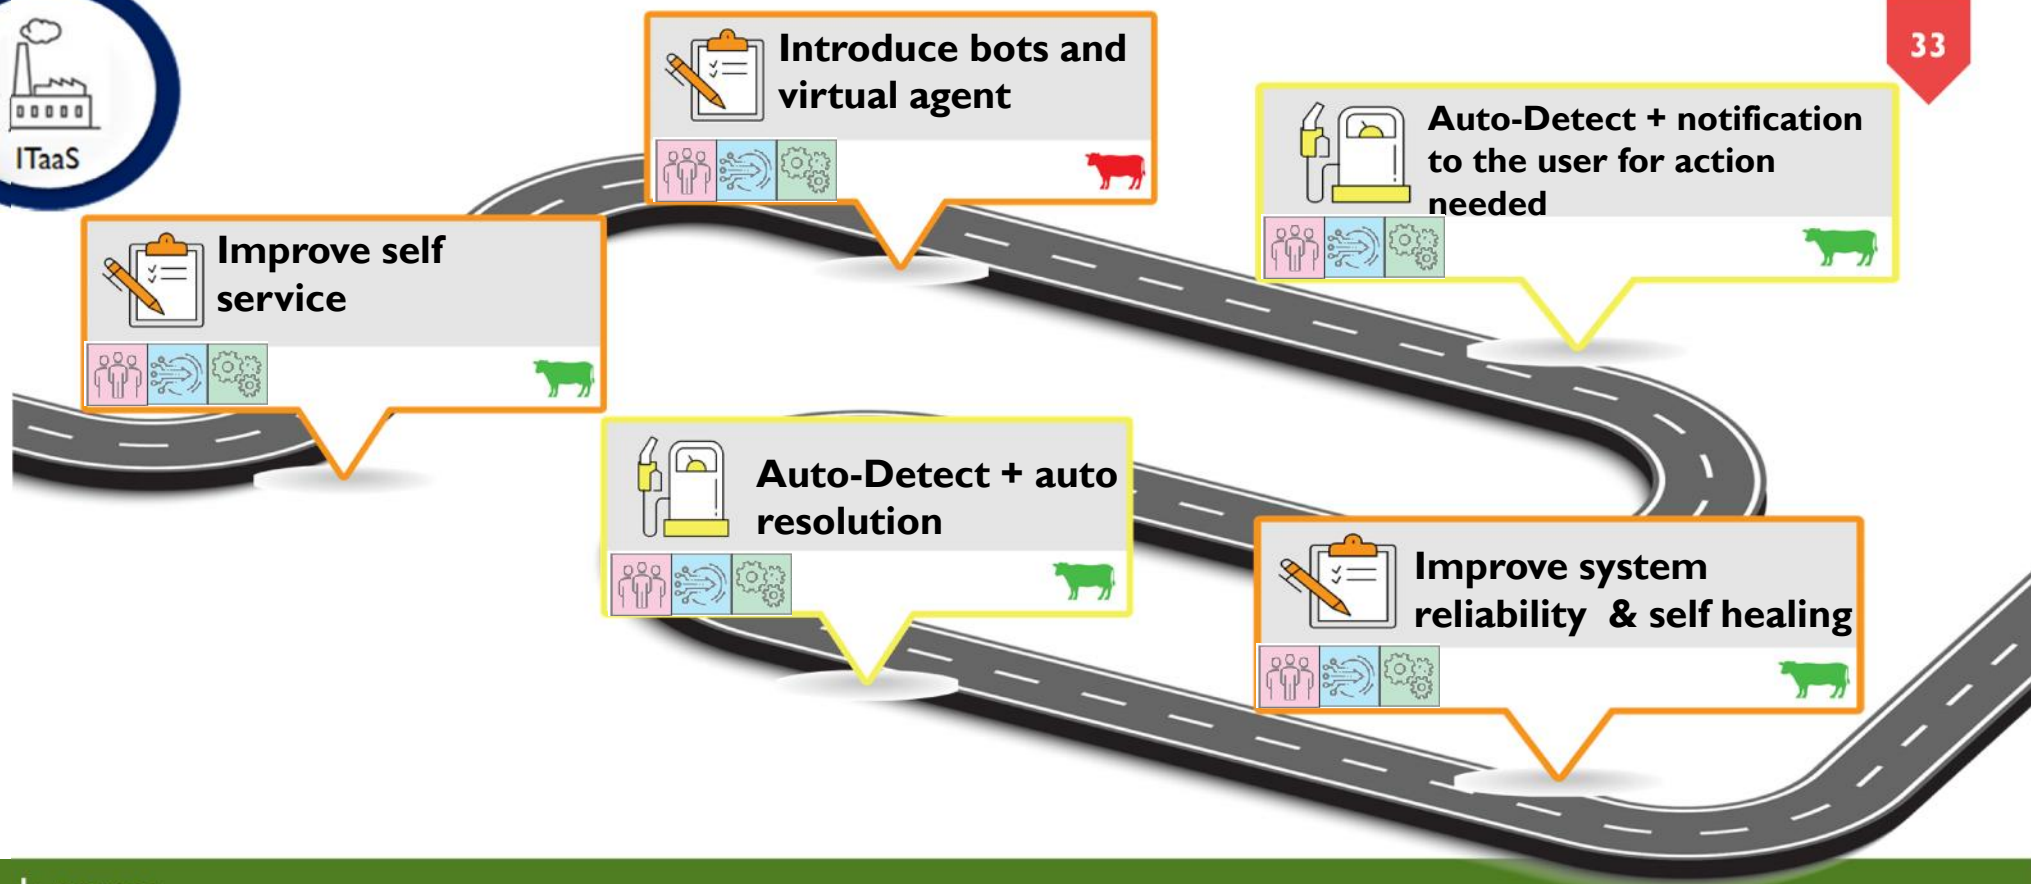 ITaaS
33
Introduce bots and
virtual agent
Auto-Detect + notification
to the user for action
needed
Improve self
service
Auto-Detect + auto
resolution
Improve system
reliability & self healing